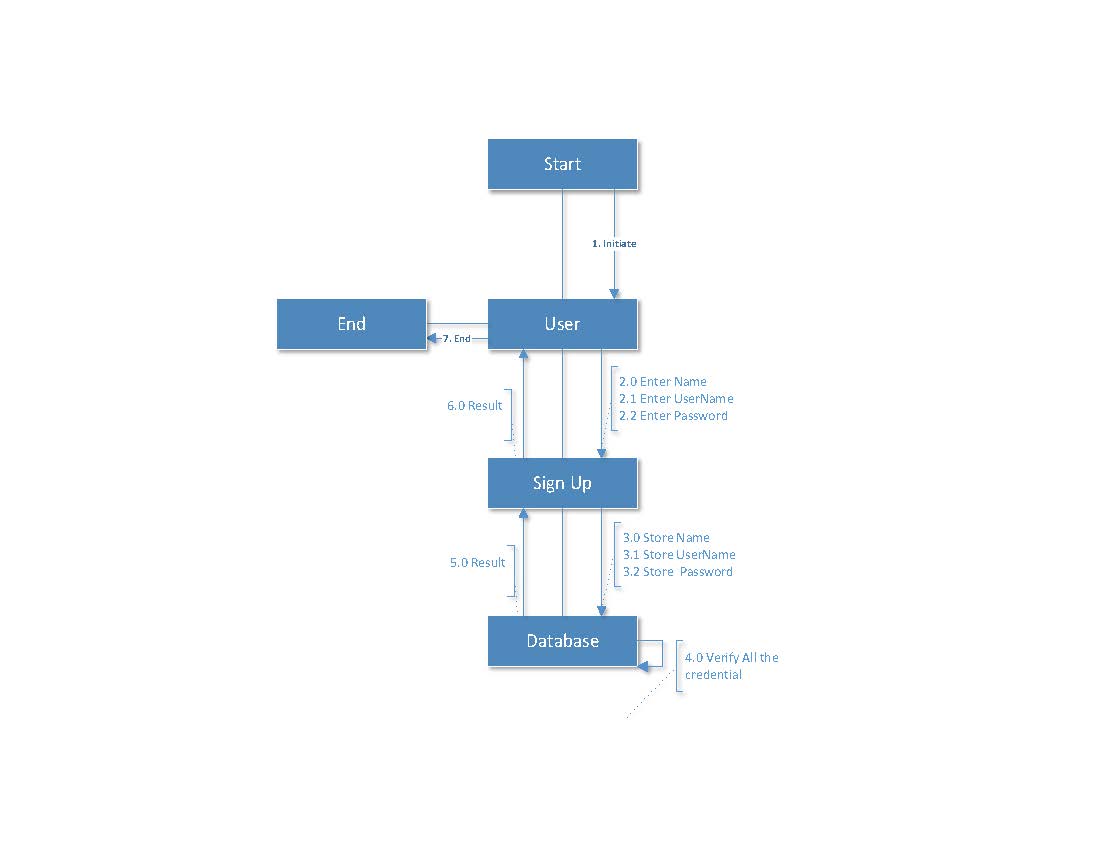 Start
1. Initiate
End
User
7. End
2.0 Enter Name
2.1 Enter UserName
2.2 Enter Password
6.0 Result
Sign Up
3.0 Store Name
3.1 Store UserName
3.2 Store  Password
5.0 Result
Database
4.0 Verify All the
credential